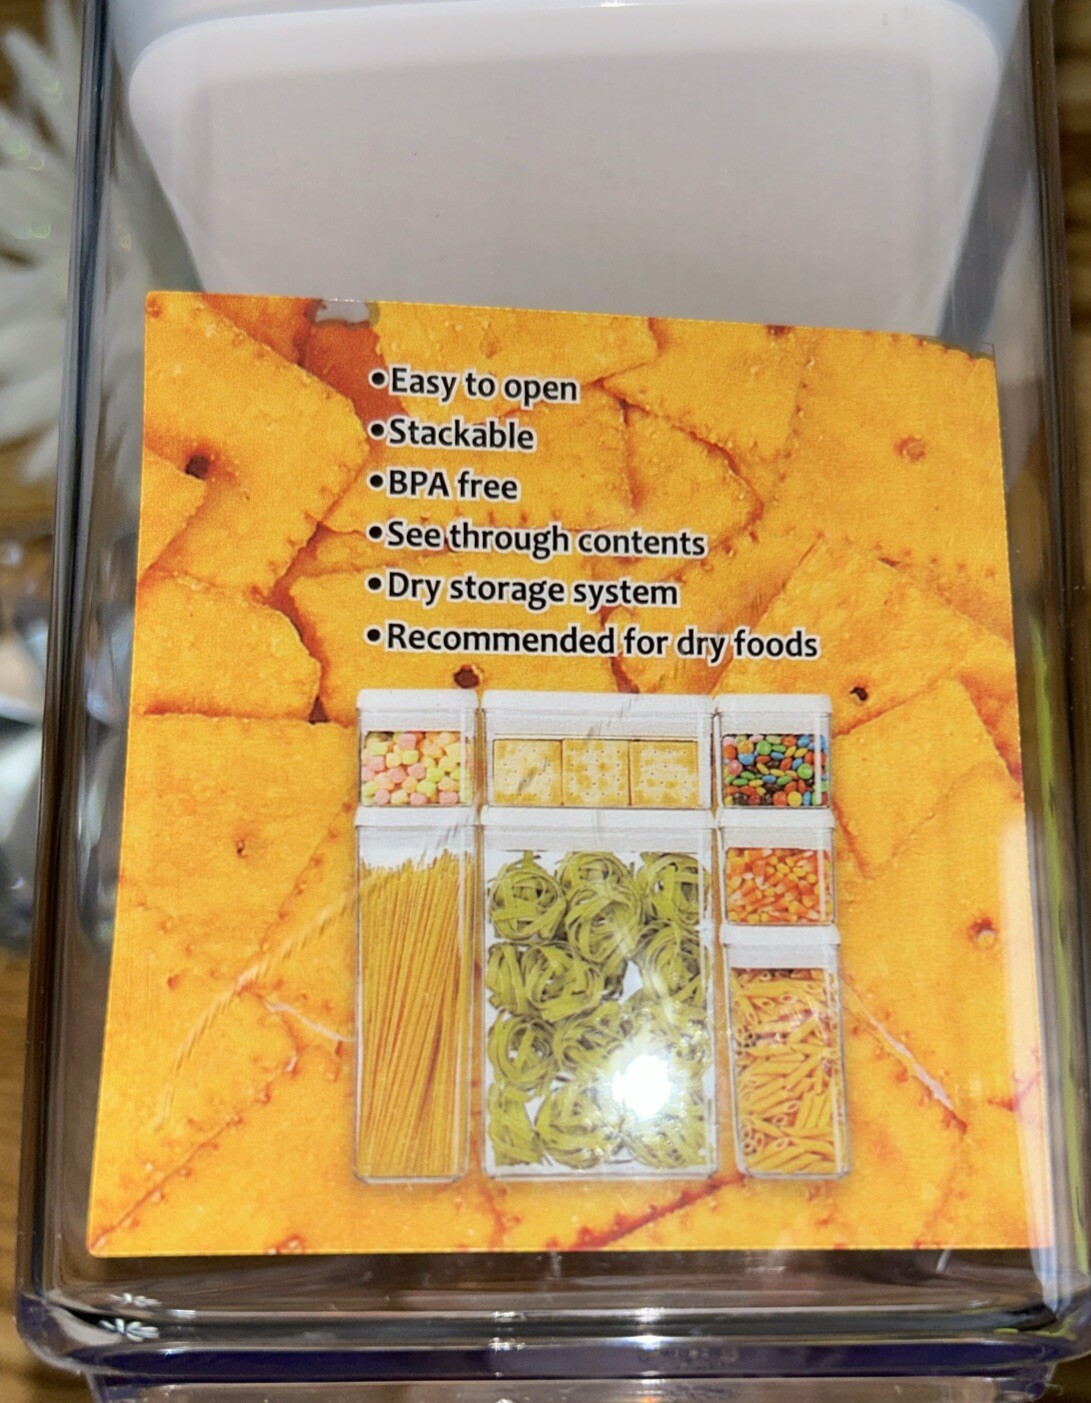 •Easy to open
•Stackable
•BPA free
•See through contents
•Dry storage system
•Recommended for dry foods